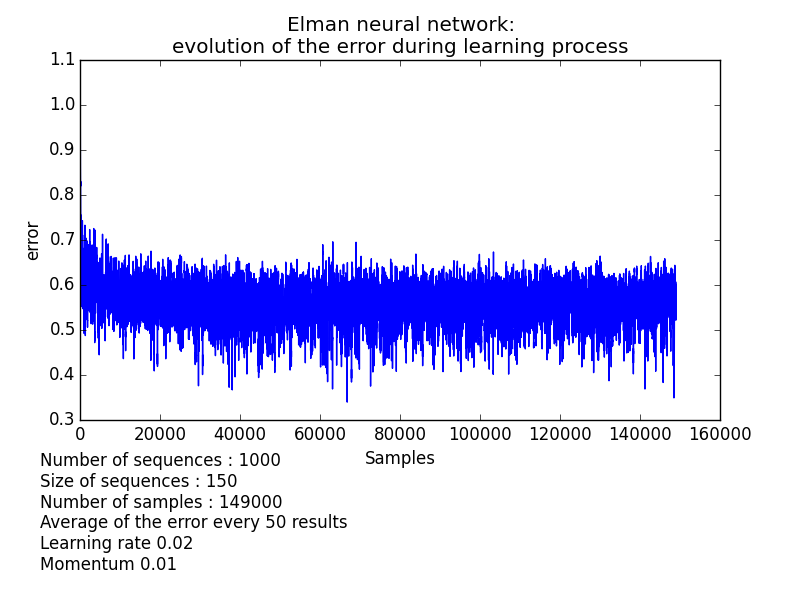 Elman neural network:
evolution of the error during learning process
1.1
1.0
0.9
0.8
0.7
0.6
0.5
0.4
0.3
error
0 20000 40000 60000 80000 100000 120000 140000 160000
Samples
Number of sequences : 1000
Size of sequences : 150
Number of samples : 149000
Average of the error every 50 results
Learning rate 0.02
Momentum 0.01